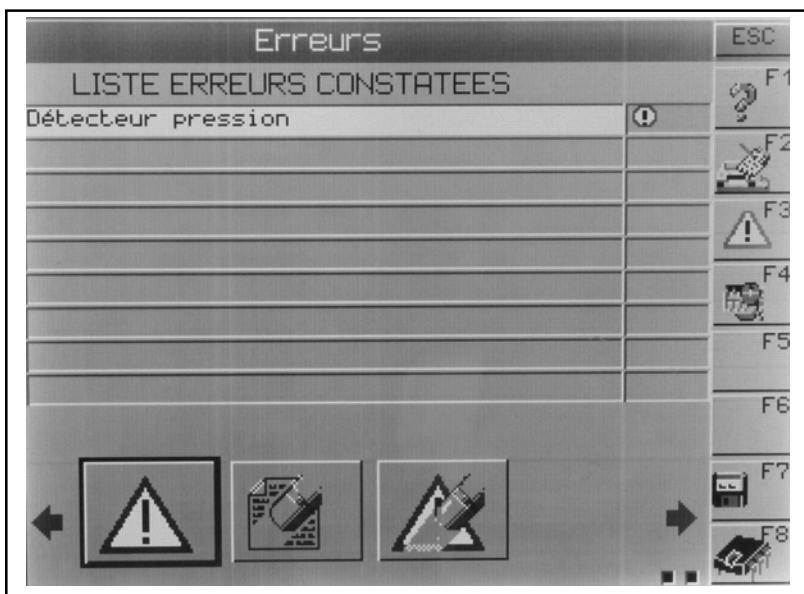 Erreurs
ESC
LISTE ERREURS CONSTATEES
F1
Détecteur pression
F2
F3
F4
F5
F6
F7
F8